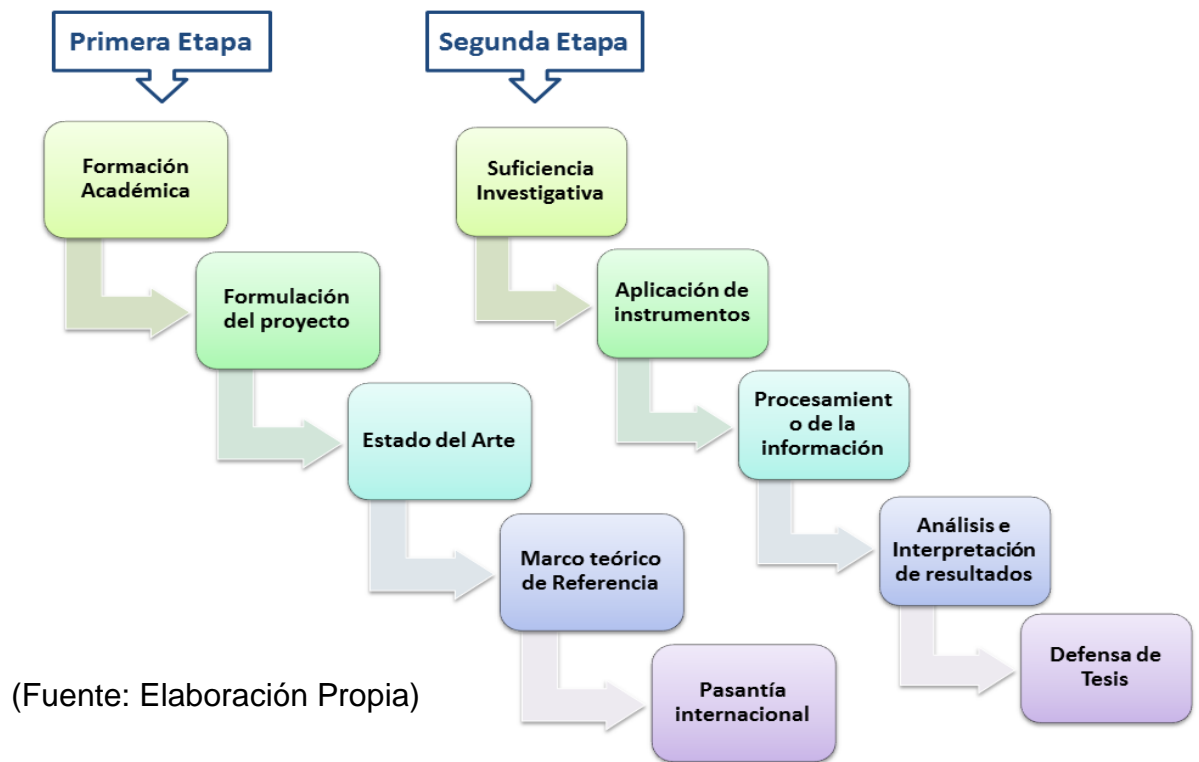 Primera Etapa
Formación
Académica
Formulación
del proyecto
Estado del Arte
Marco teórico
de Referencia
Pasantía
internacional
Segunda Etapa
Suficiencia
Investigativa
Aplicación de
instrumentos
Procesamient
o de la
información
Análisis e
Interpretación
de resultados
Defensa de
Tesis
(Fuente: Elaboración Propia)